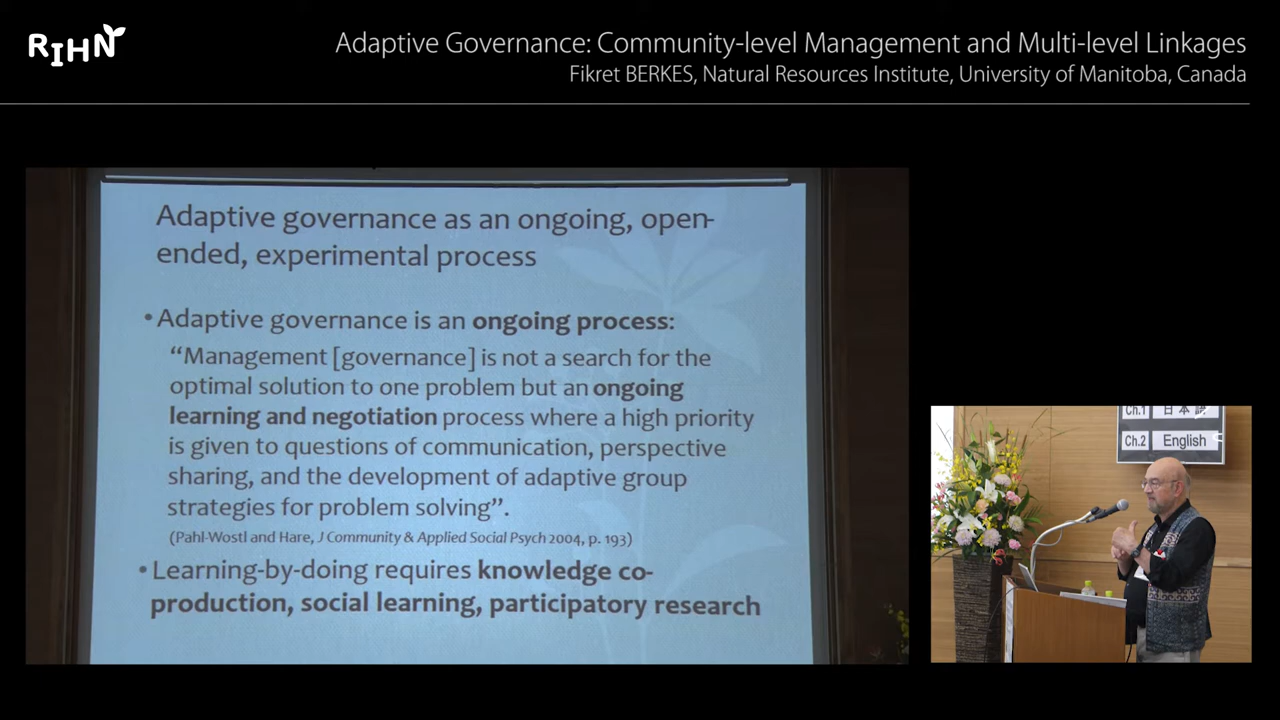 RIHN
Adaptive Governance: Community-level Management and Multi-level Linkages
Fikret BERKES, Natural Resources Institute, University of Manitoba, Canada
Adaptive governance as an ongoing, open-
ended, experimental process
• Adaptive governance is an ongoing process:
“Management [governance] is not a search for the
optimal solution to one problem but an ongoing
learning and negotiation process where a high priority
is given to questions of communication, perspective
sharing, and the development of adaptive group
strategies for problem solving”.
(Pahl-Wostl and Hare, J Community & Applied Social Psych 2004, p. 193)
• Learning-by-doing requires knowledge co-
production, social learning, participatory research
Ch.1 日本語
Ch.2 English